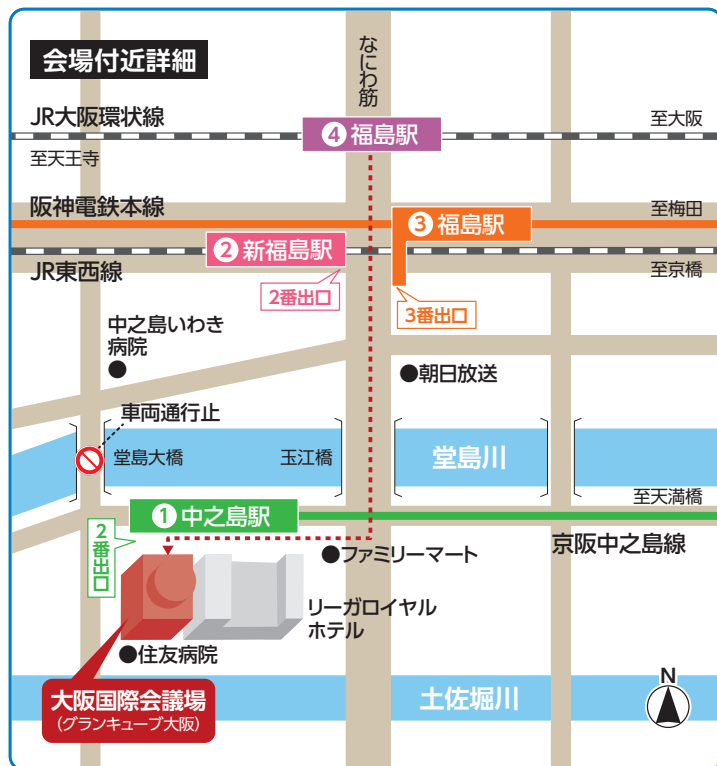 会場付近詳細
なにわ筋
JR大阪環状線
④福島駅
至大阪
至天王寺
阪神電鉄本線
③福島駅
至梅田
②新福島駅
JR東西線
至京橋
2番出口
3番出口
中之島いわき
病院
●朝日放送
車両通行止
堂島大橋
玉江橋
堂島川
至天満橋
①中之島駅
2番出口
京阪中之島線
●ファミリーマート
リーガロイヤル
ホテル
●住友病院
大阪国際会議場
(グランキューブ大阪)
土佐堀川
N